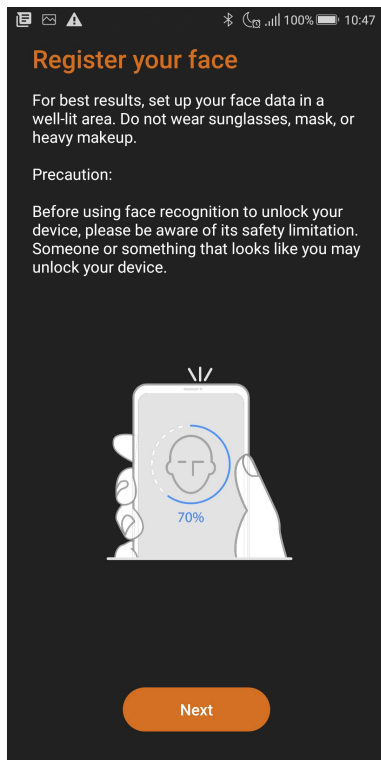 100% 10:47
Register your face
For best results, set up your face data in a
well-lit area. Do not wear sunglasses, mask, or
heavy makeup.
Precaution:
Before using face recognition to unlock your
device, please be aware of its safety limitation.
Someone or something that looks like you may
unlock your device.
70%
Next